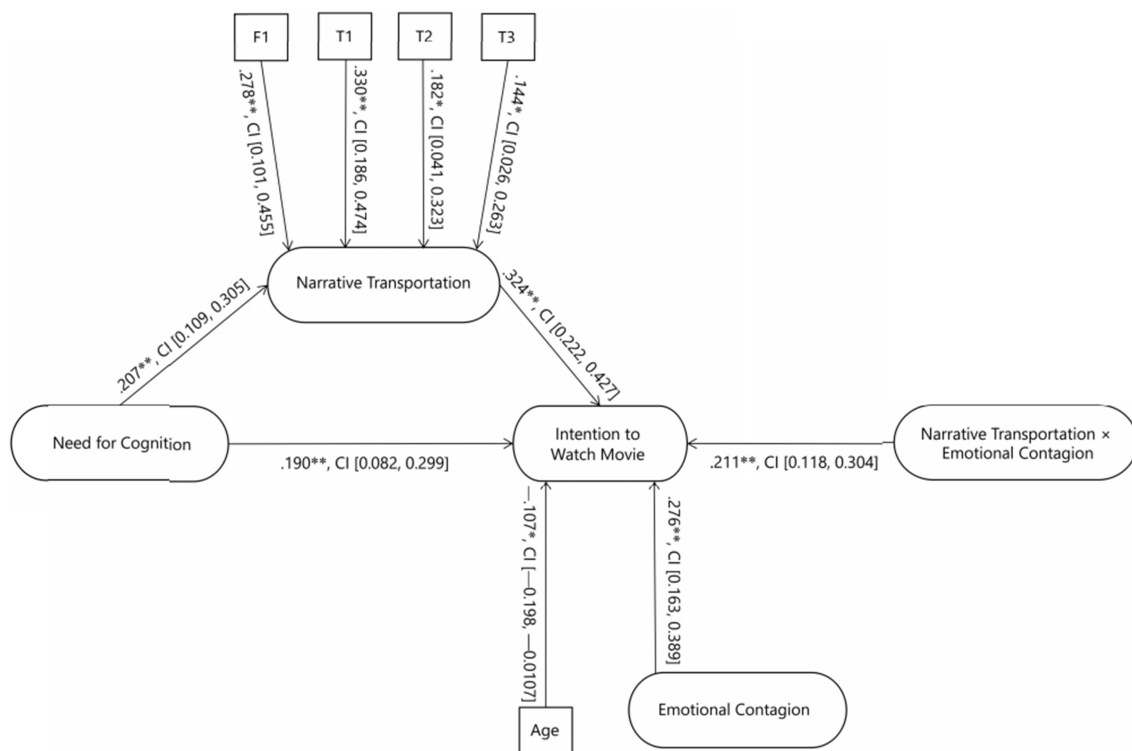 F1
T1
T2
T3
.278**, CI [0.101, 0.455]
.330**, CI [0.186, 0.474]
.182*, CI [0.041, 0.323]
.144*, CI [0.026, 0.263]
Narrative Transportation
.207**, CI [0.109, 0.305]
.324**, CI [0.222, 0.427]
Need for Cognition
Intention to
Watch Movie
Narrative Transportation ×
Emotional Contagion
.190**, CI [0.082, 0.299]
.211**, CI [0.118, 0.304]
—.107*, CI [—0.198, —0.0107]
.276**, CI [0.163, 0.389]
Emotional Contagion
Age